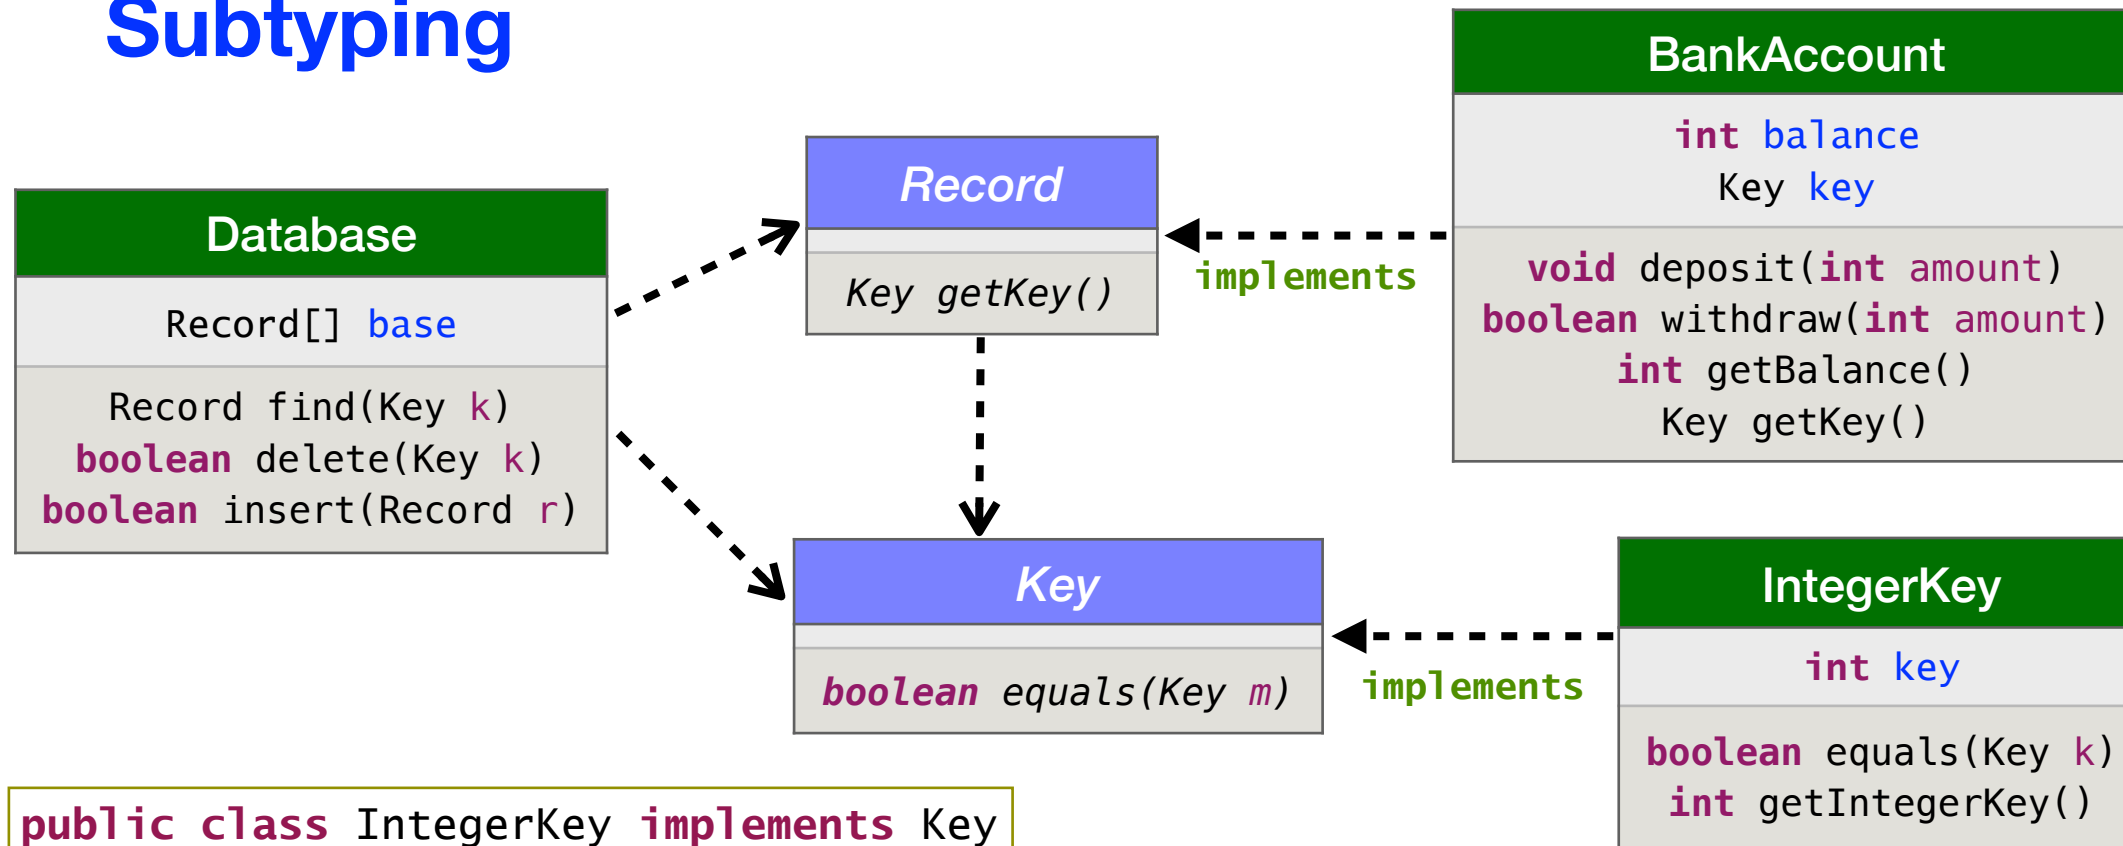 Subtyping
Database
Record[] base
Record find(Key k)
boolean delete(Key k)
boolean insert(Record r)
Record
Key getKey()
implements
BankAccount
int balance
Key key
void deposit(int amount)
boolean withdraw(int amount)
int getBalance()
Key getKey()
Key
boolean equals(Key m)
implements
IntegerKey
int key
boolean equals(Key k)
int getIntegerKey()
public class IntegerKey implements Key